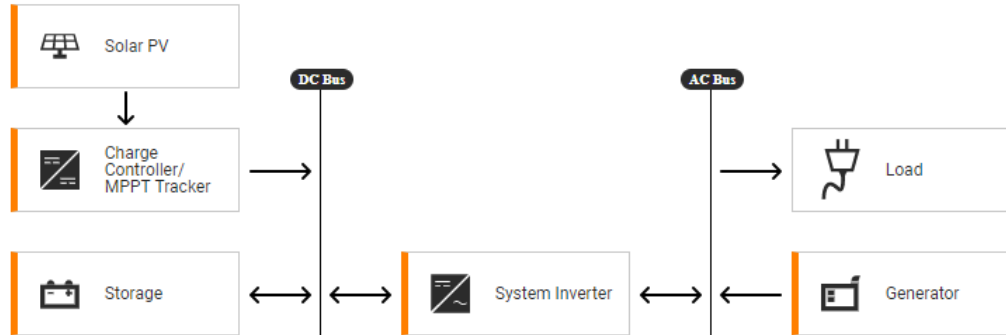 Solar PV
DC Bus
AC Bus
Charge
Controller/
MPPT Tracker
Load
Storage
System Inverter
Generator